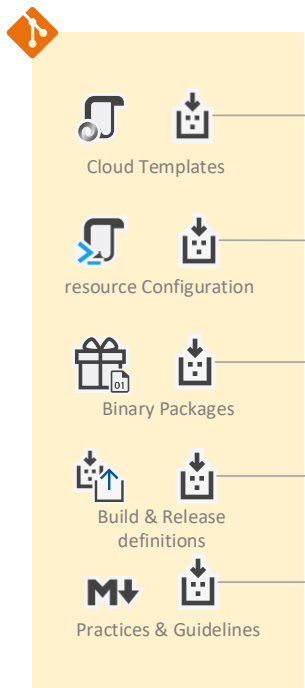 Cloud Templates
resource Configuration
01
Binary Packages
Build & Release
definitions
M
Practices & Guidelines